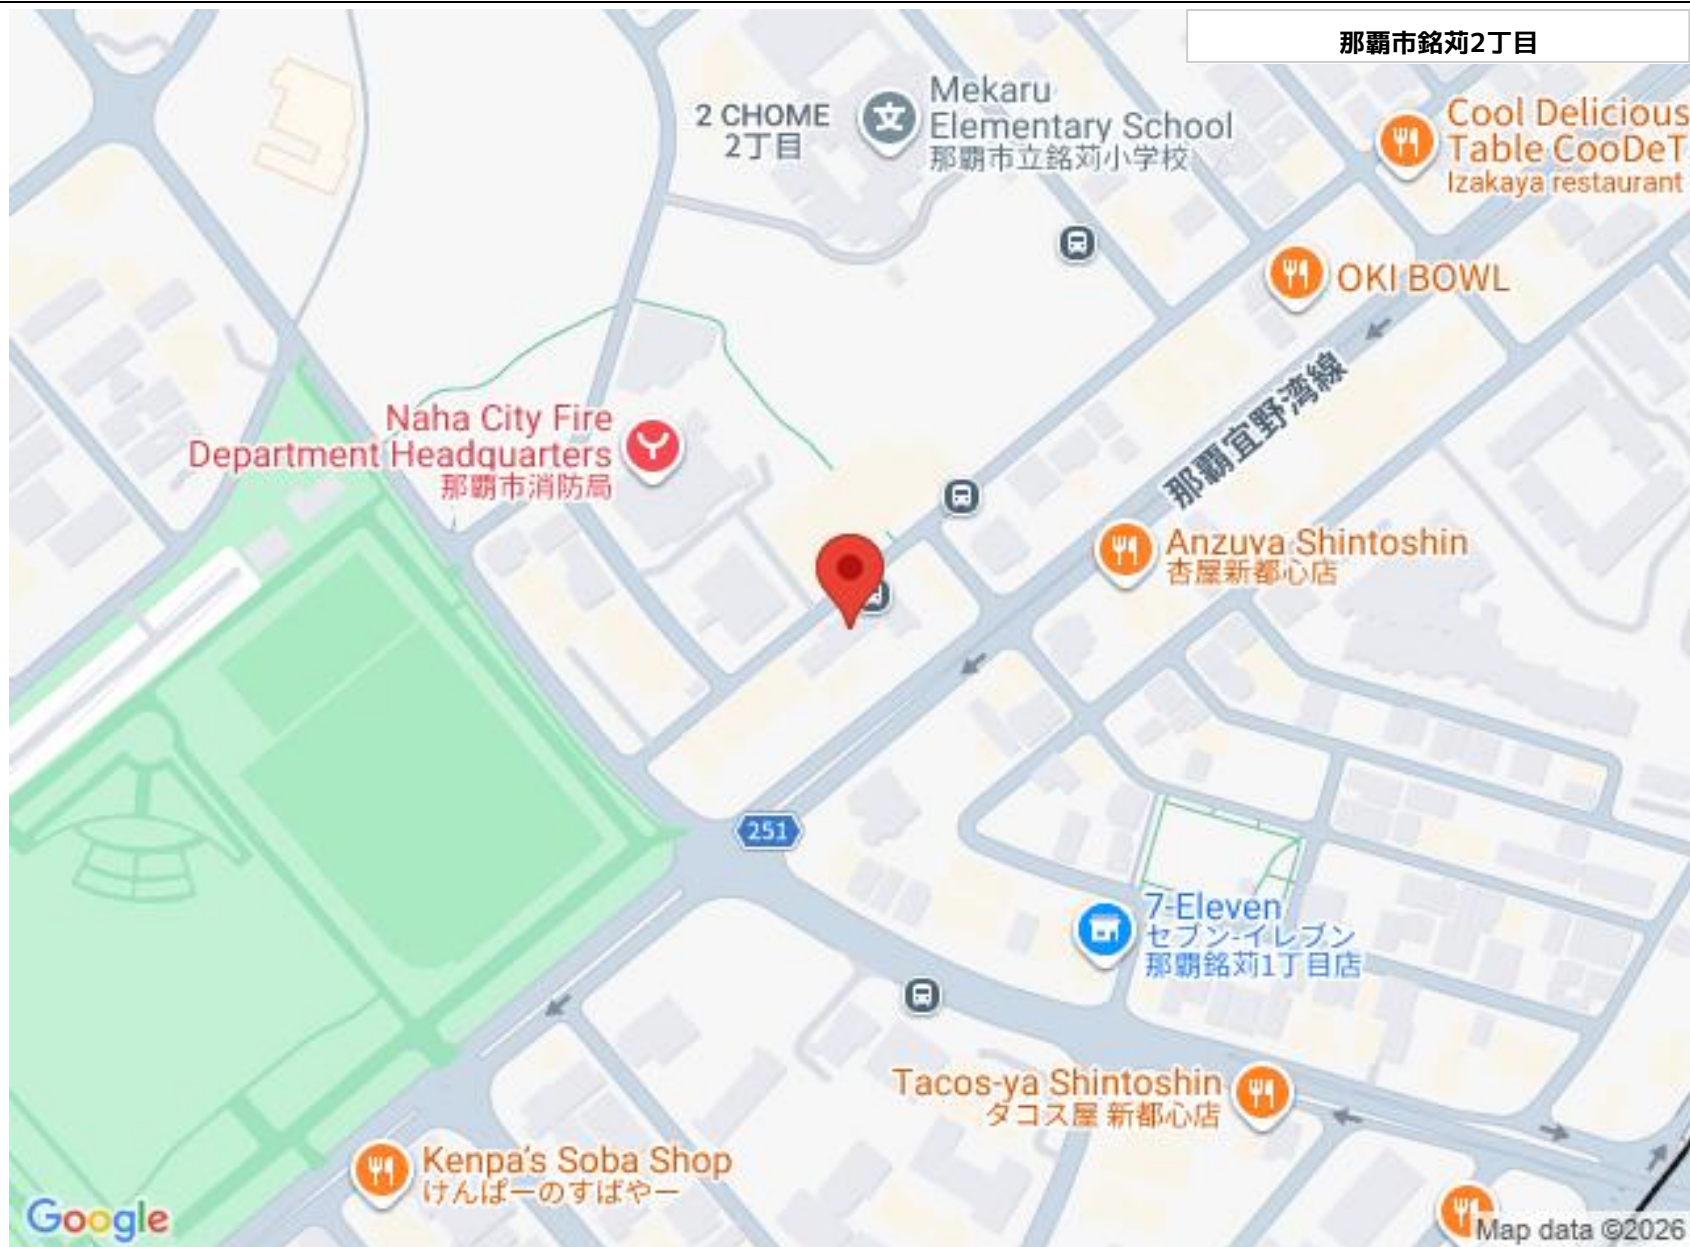 那覇市銘苅2丁目
Mekaru
Elementary School
那覇市立銘苅小学校
2 CHOME
2丁目
Cool Delicious
Table CooDeT
Izakaya restaurant
OKI BOWL
那覇宜野湾線
Naha City Fire
Department Headquarters
那覇市消防局
Anzuya Shintoshin
杏屋新都心店
251
7-Eleven
セブン-イレブン
那覇銘苅1丁目店
Tacos-ya Shintoshin
タコス屋 新都心店
Kenpa's Soba Shop
けんぱーのすばやー
Google
Map data ©2026